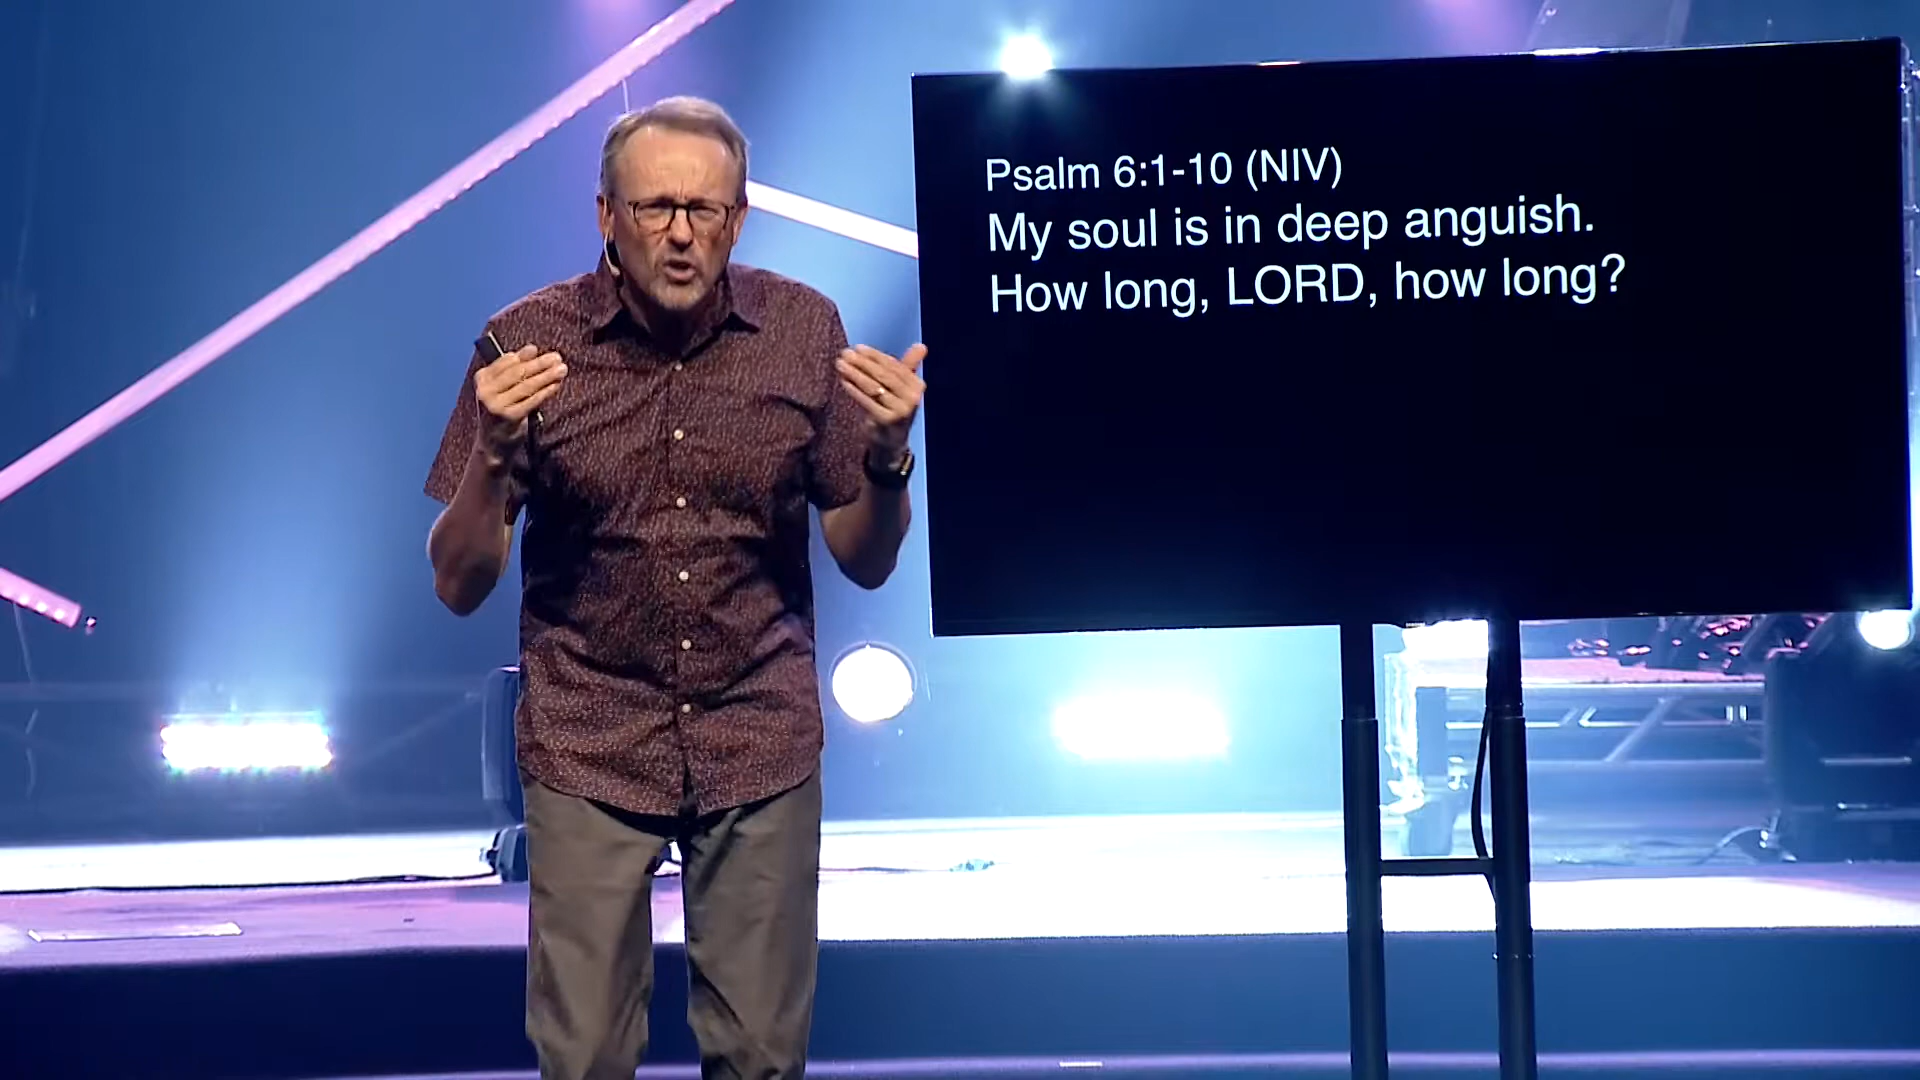 Psalm 6:1-10 (NIV)
My soul is in deep anguish.
How long, LORD, how long?